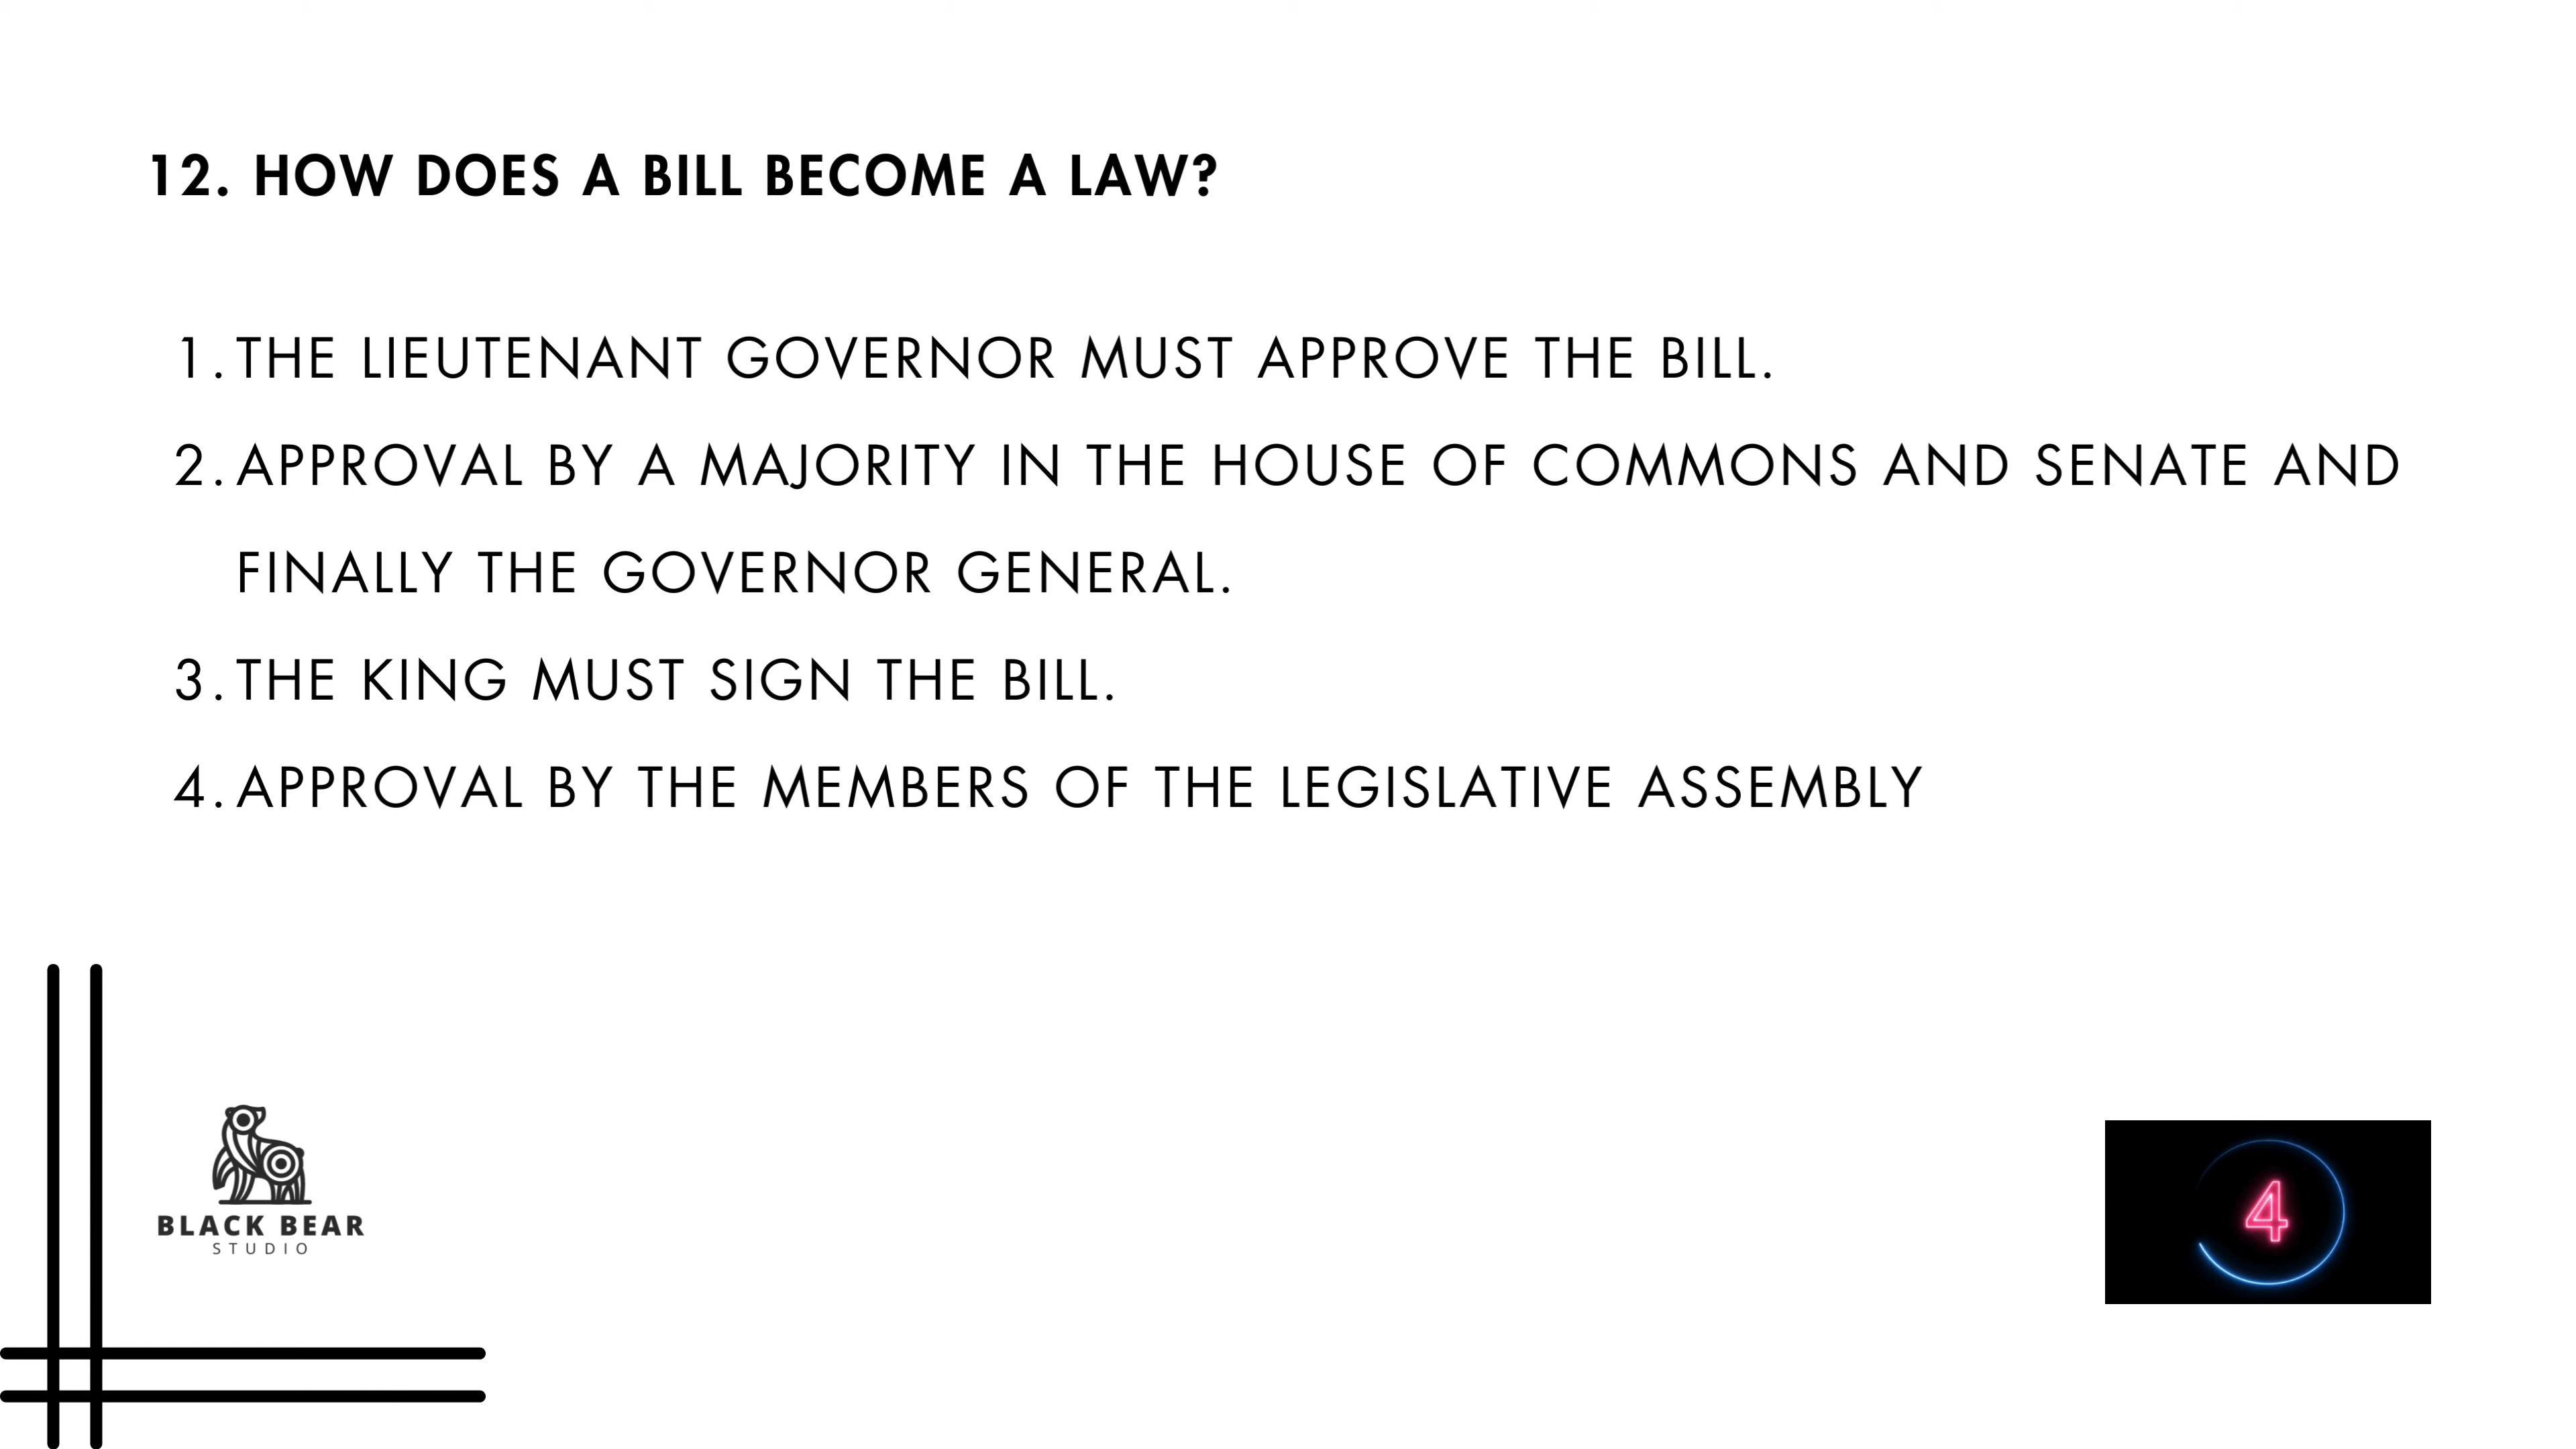 12. HOW DOES A BILL BECOME A LAW?
1. THE LIEUTENANT GOVERNOR MUST APPROVE THE BILL.
2. APPROVAL BY A MAJORITY IN THE HOUSE OF COMMONS AND SENATE AND
FINALLY THE GOVERNOR GENERAL.
3. THE KING MUST SIGN THE BILL.
4. APPROVAL BY THE MEMBERS OF THE LEGISLATIVE ASSEMBLY
BLACK BEAR
STUDIO
4